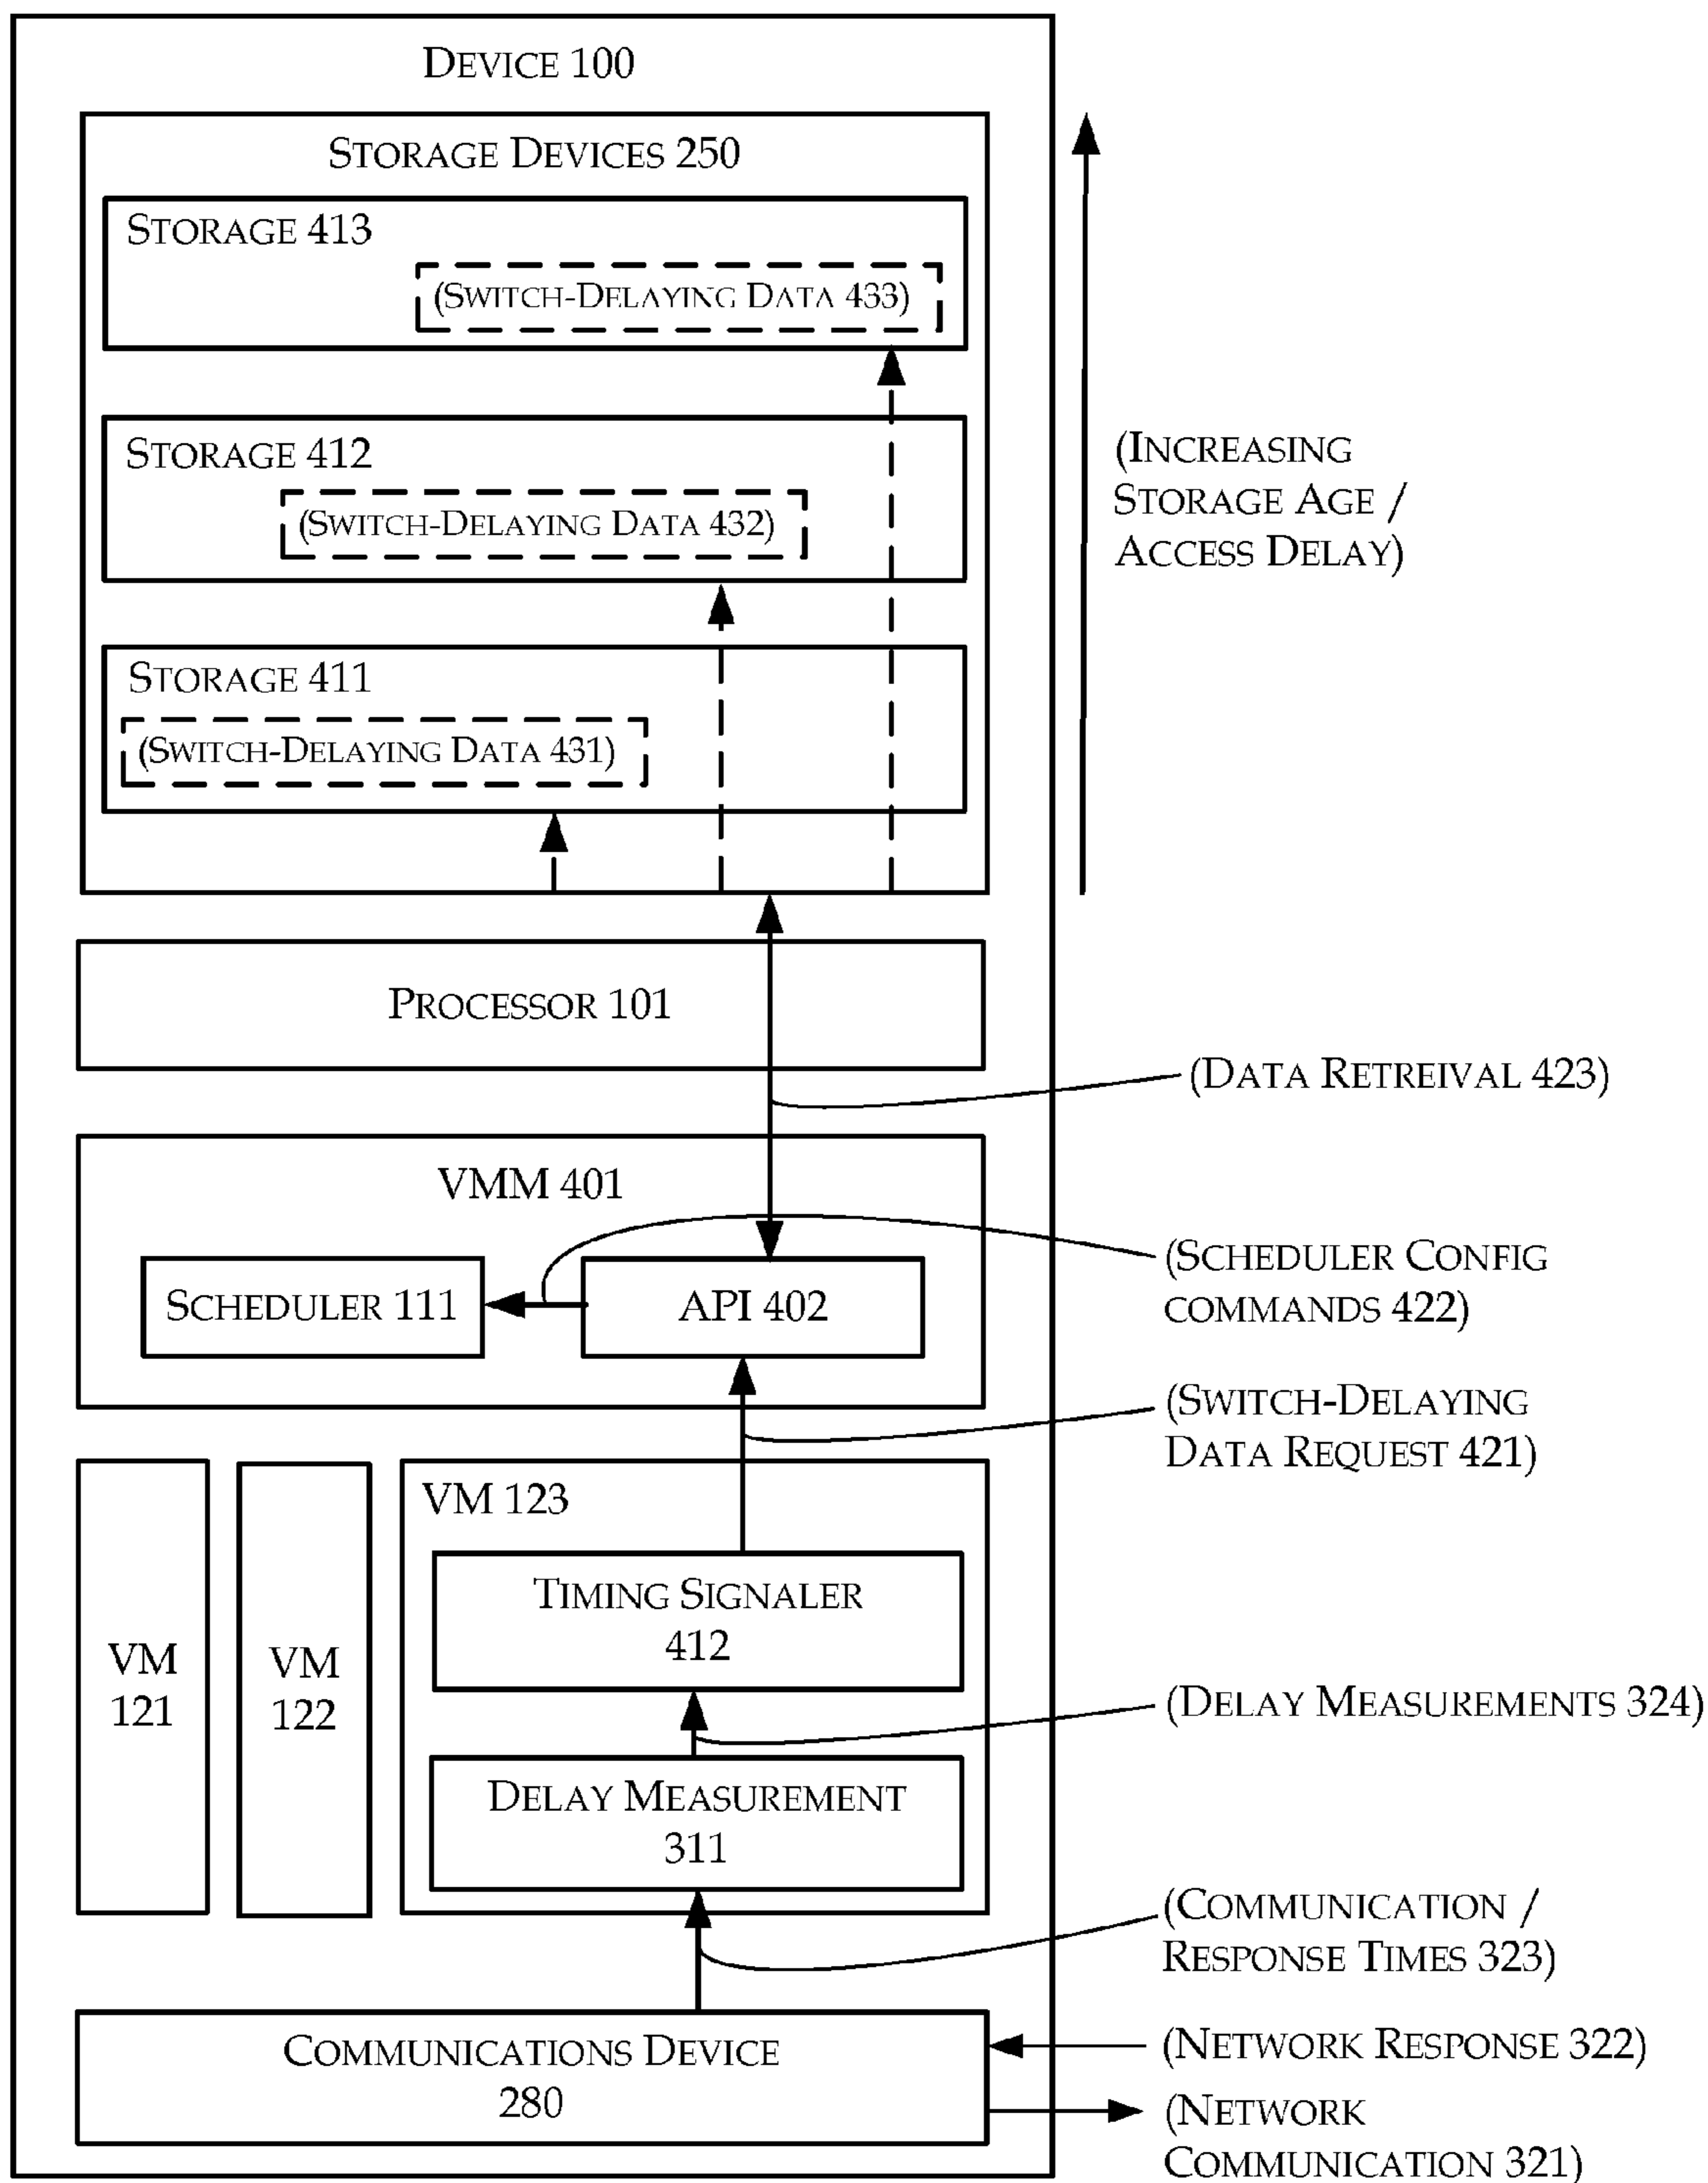 DEVICE 100
STORAGE DEVICES 250
STORAGE 413
(SWITCH-DELAYING DATA 433)
STORAGE 412
(SWITCH-DELAYING DATA 432)
STORAGE 411
(SWITCH-DELAYING DATA 431)
(INCREASING
STORAGE AGE /
ACCESS DELAY)
PROCESSOR 101
(DATA RETREIVAL 423)
VMM 401
SCHEDULER 111
API 402
(SCHEDULER CONFIG
COMMANDS 422)
(SWITCH-DELAYING
DATA REQUEST 421)
VM
121
VM
122
VM 123
TIMING SIGNALER
412
(DELAY MEASUREMENTS 324)
DELAY MEASUREMENT
311
(COMMUNICATION /
RESPONSE TIMES 323)
COMMUNICATIONS DEVICE
280
(NETWORK RESPONSE 322)
(NETWORK
COMMUNICATION 321)